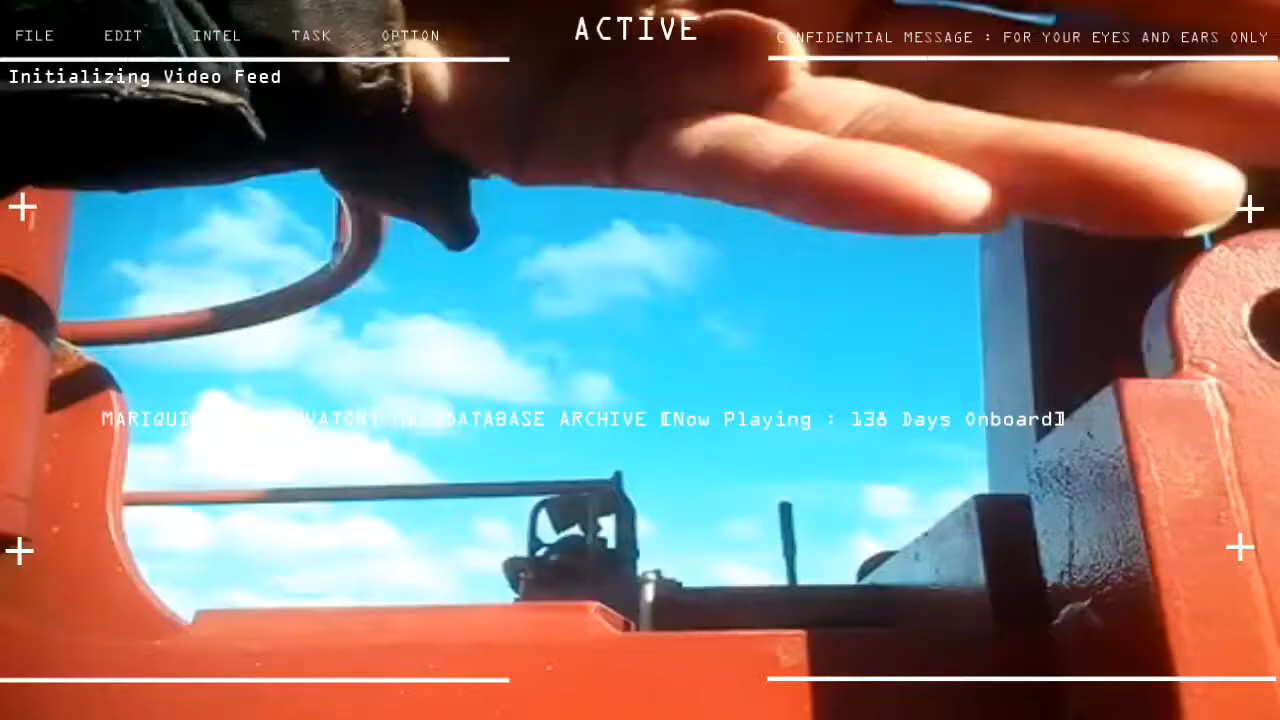 FILE EDIT INTEL TASK OPTION
ACTIVE
CONFIDENTIAL MESSAGE : FOR YOUR EYES AND EARS ONLY
Initializing Video Feed
DATABASE ARCHIVE [Now Playing : 138 Days Onboard]